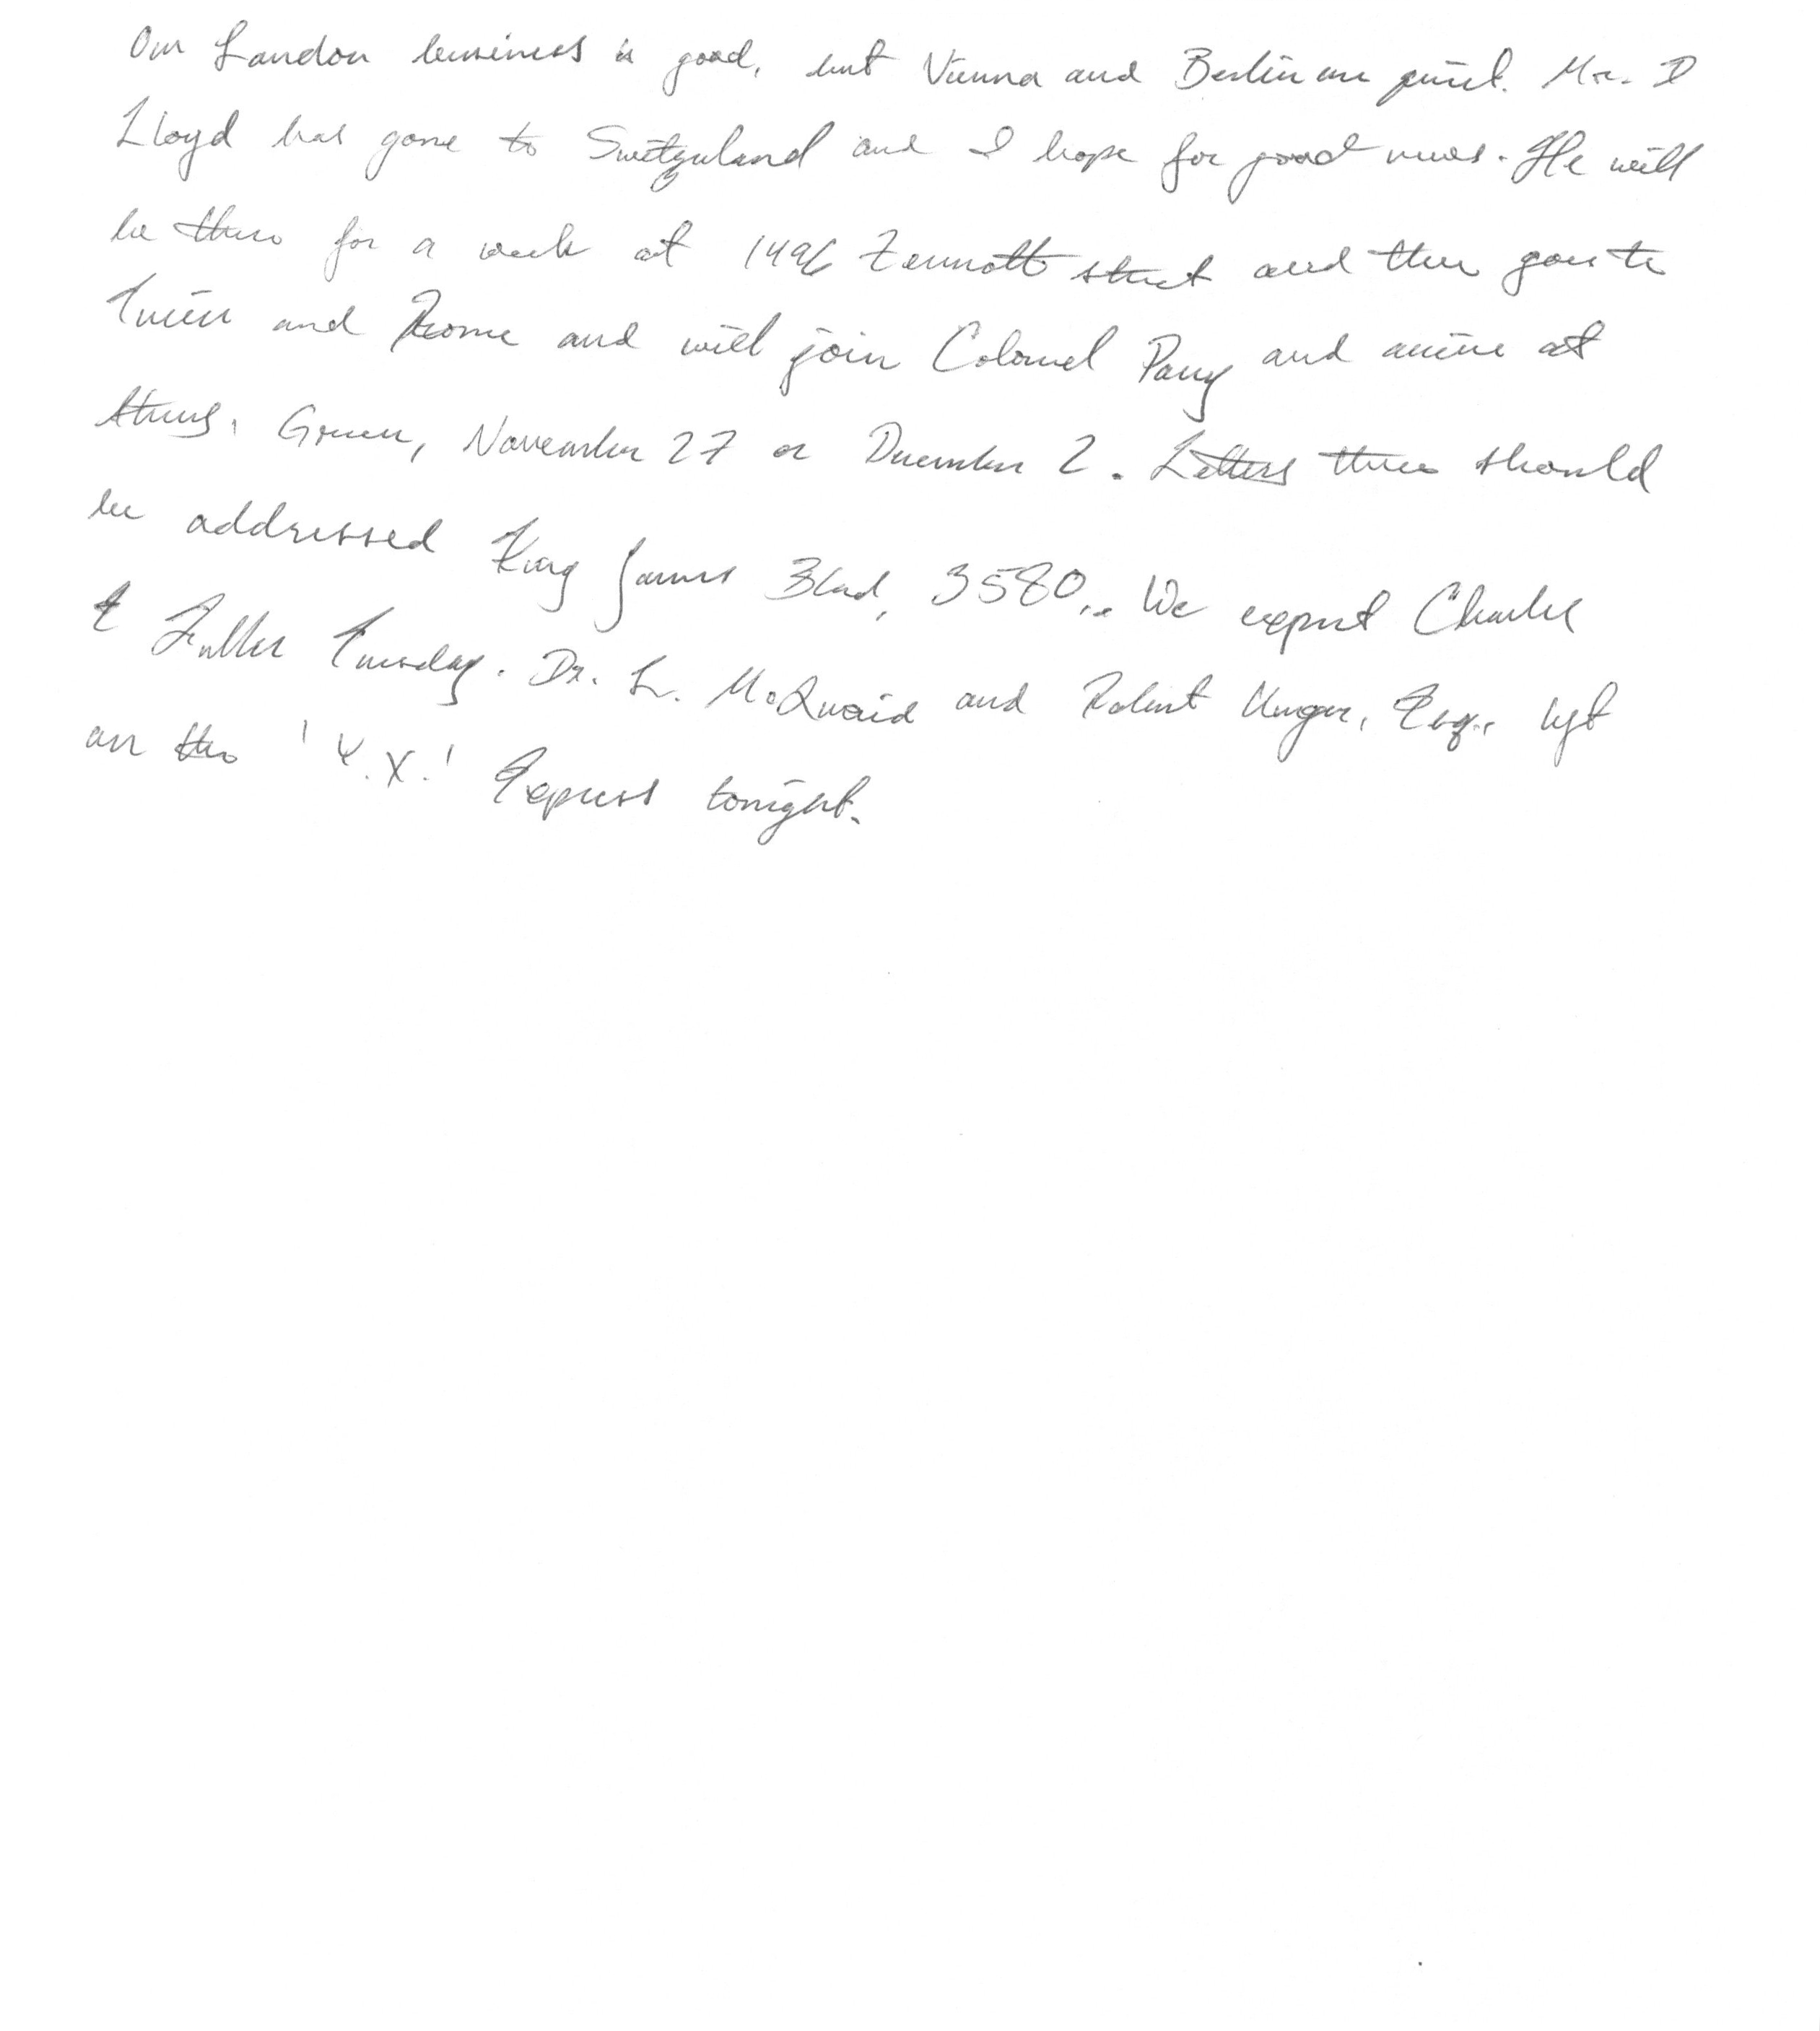 Our London business is good, but Vienna and Berlin are quiet. Mr. D
Lloyd has gone to Switzerland and I hope for good news. He will
be there for a week at 1496 Zermott street and then goes to
Turin and Rome and will join Colonel Parry and arrive at
Athens, Greece, November 27 or December 2. Letters there should
be addressed King James Blvd, 3580.. We expect Charles
E Fuller Tuesday. Dr. L. McQuaid and Robert Unger, Esq., left
on the 'Y.X.' Express tonight.